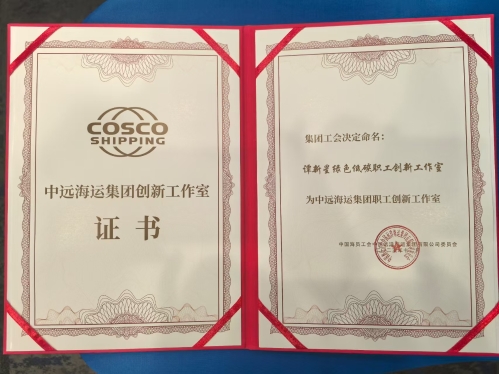 COSCO
SHIPPING
中远海运集团创新工作室
证书
集团工会决定命名：
谭新星绿色低碳职工创新工作室
为中远海运集团职工创新工作室